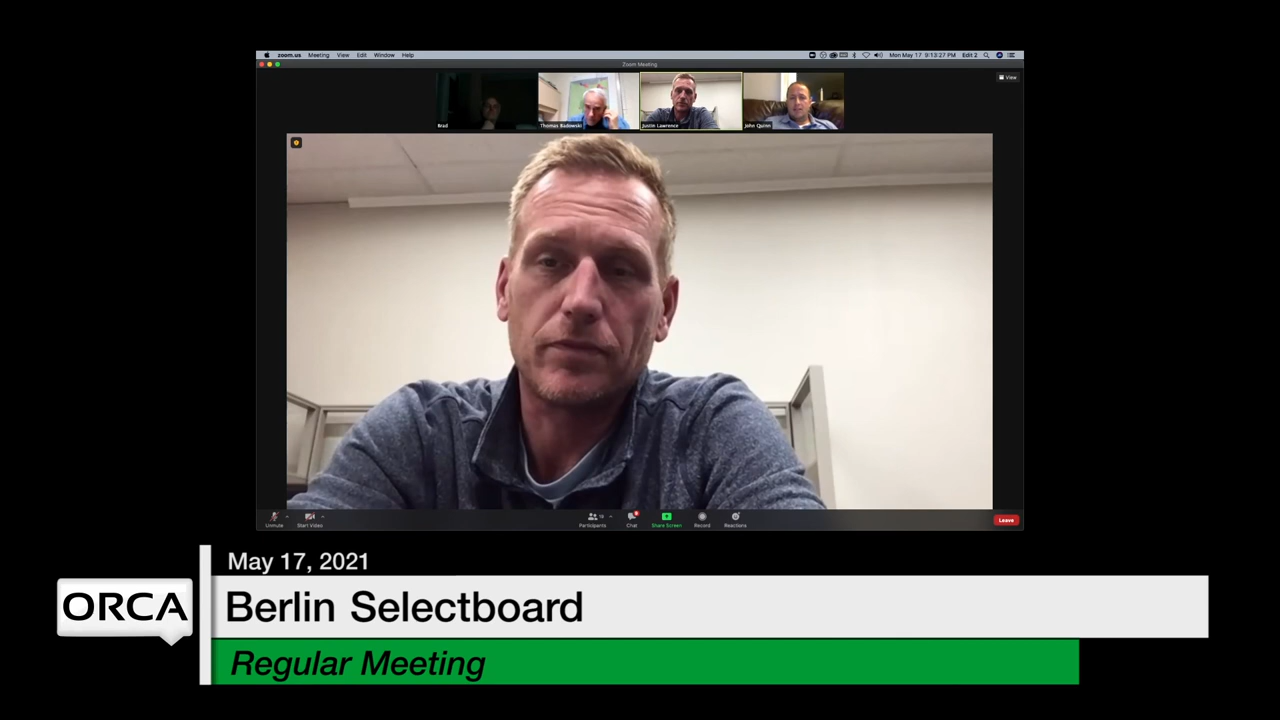 zoom.us Meeting View Edit Window Help Mon May 17 9:13:27 PM Edit 2
Zoom Meeting
View
Brad
Thomas Badowski
Justin Lawrence
John Quinn
Unmute
Start Video
Participants
Chat
Share Screen
Record
Reactions
Leave
May 17, 2021
ORCA
Berlin Selectboard
Regular Meeting